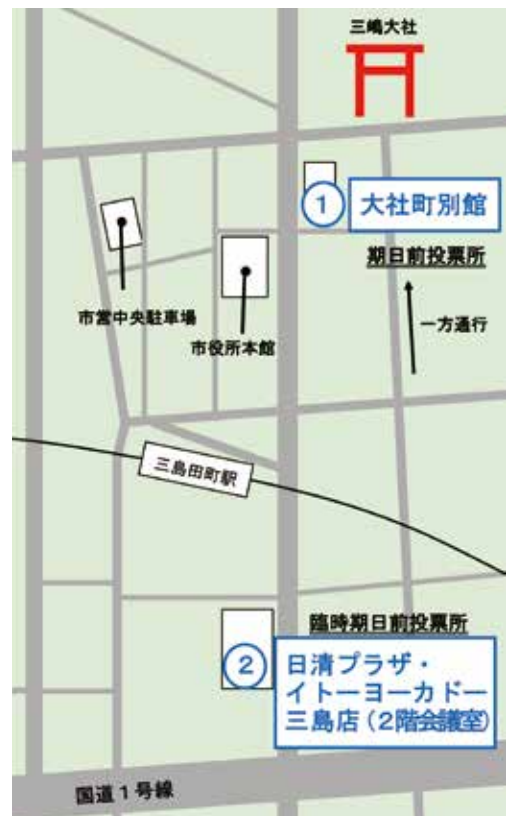 三嶋大社
① 大社町別館
期日前投票所
一方通行
市営中央駐車場
市役所本館
三島田町駅
臨時期日前投票所
② 日清プラザ・
イトーヨーカドー
三島店(2階会議室)
国道1号線